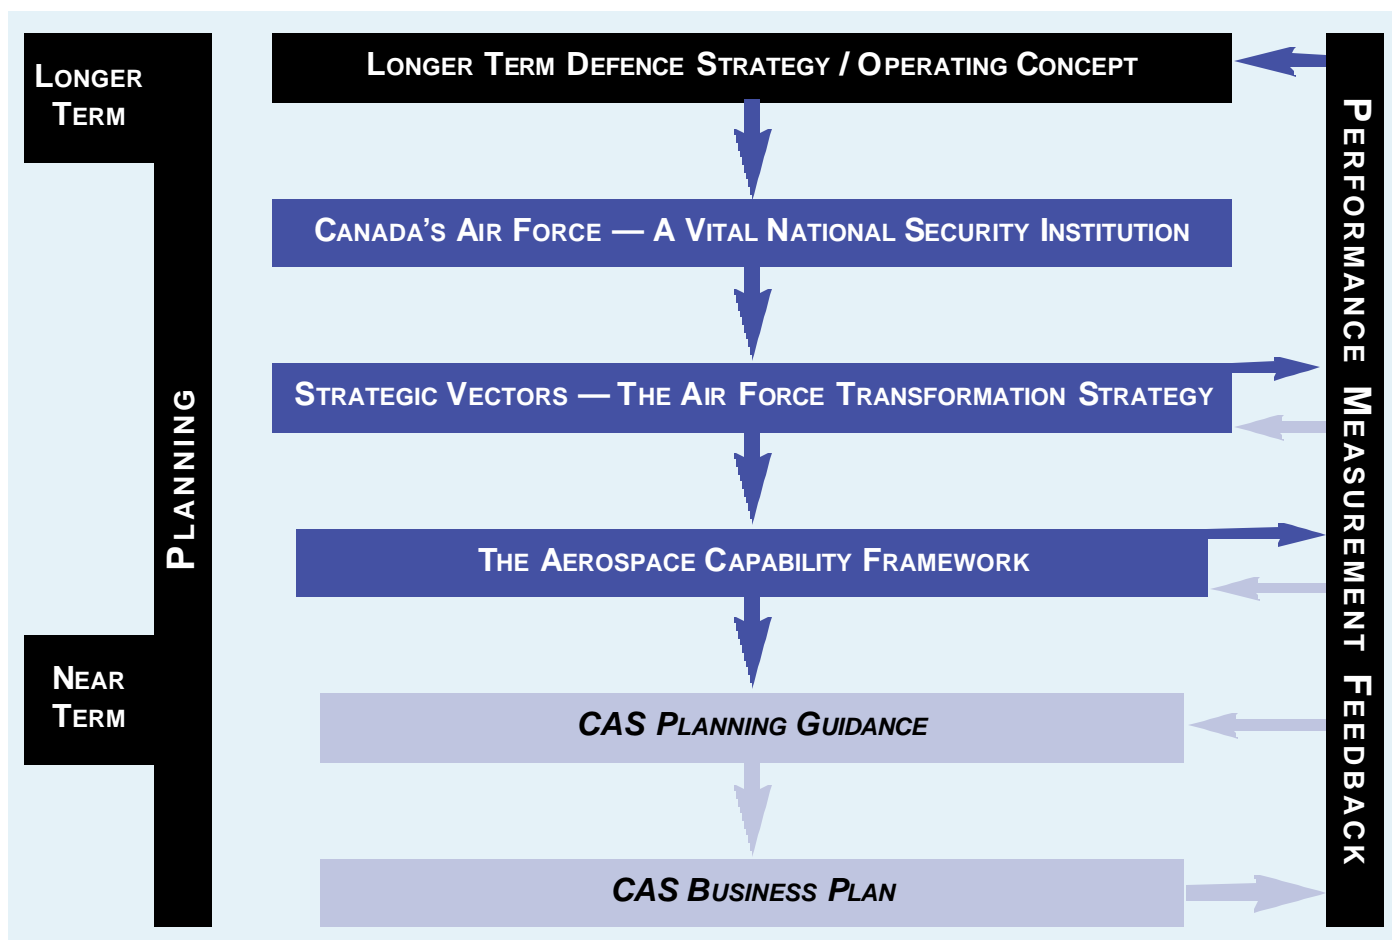 LONGER
TERM
PLANNING
NEAR
TERM
LONGER TERM DEFENCE STRATEGY / OPERATING CONCEPT
CANADA'S AIR FORCE — A VITAL NATIONAL SECURITY INSTITUTION
STRATEGIC VECTORS — THE AIR FORCE TRANSFORMATION STRATEGY
THE AEROSPACE CAPABILITY FRAMEWORK
CAS PLANNING GUIDANCE
CAS BUSINESS PLAN
PERFORMANCE MEASUREMENT FEEDBACK